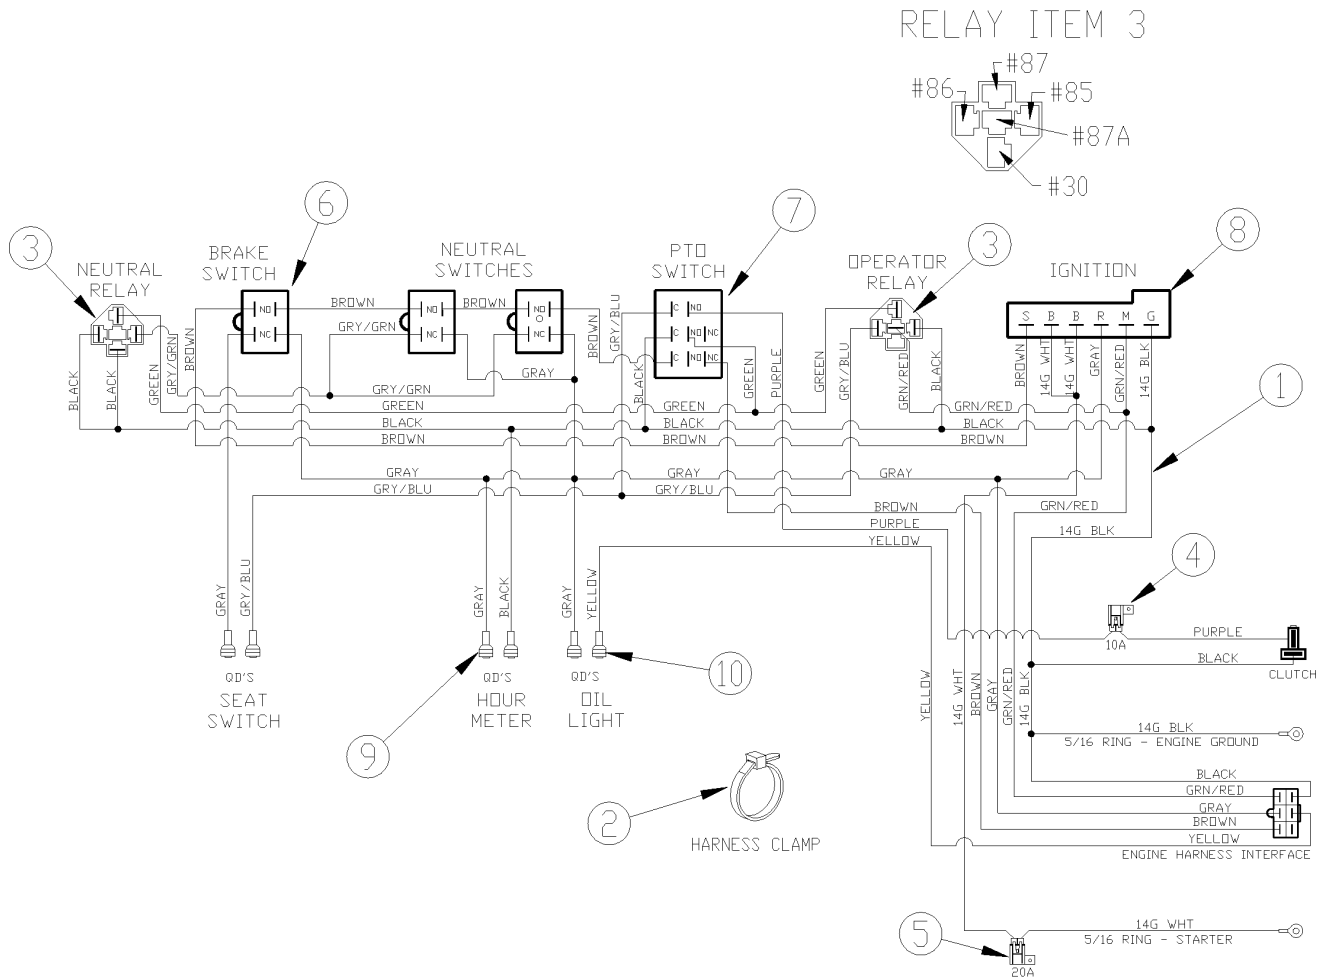 RELAY ITEM 3
#87
#86
#85
#87A
#30
6
7
8
3
3
NEUTRAL
RELAY
BRAKE
SWITCH
NEUTRAL
SWITCHES
PTO
SWITCH
OPERATOR
RELAY
IGNITION
NO
NC
BROWN
NO
NC
BROWN
GRY/GRN
NO
O
NC
BROWN
GRY/BLU
C NO
C NO NC
C NO NC
S B B R M G
BLACK
BLACK
GREEN
GRY/GRN
BROWN
GRAY
BLACK
GREEN
PURPLE
GREEN
GRY/BLU
GRN/RED
BLACK
BROWN
14G WHT
14G WHT
GRAY
GRN/RED
14G BLK
1
GRY/GRN
GREEN
GREEN
GRN/RED
BLACK
BLACK
BLACK
BROWN
BROWN
BROWN
GRAY
GRAY
GRAY
GRY/BLU
GRY/BLU
BROWN
GRN/RED
PURPLE
14G BLK
YELLOW
4
GRAY
GRY/BLU
GRAY
BLACK
GRAY
YELLOW
10A
PURPLE
BLACK
CLUTCH
QD'S
SEAT
SWITCH
QD'S
HOUR
METER
QD'S
OIL
LIGHT
10
9
YELLOW
14G WHT
BROWN
GRAY
GRN/RED
14G BLK
14G BLK
5/16 RING - ENGINE GROUND
2
HARNESS CLAMP
BLACK
GRN/RED
GRAY
BROWN
YELLOW
ENGINE HARNESS INTERFACE
5
20A
14G WHT
5/16 RING - STARTER